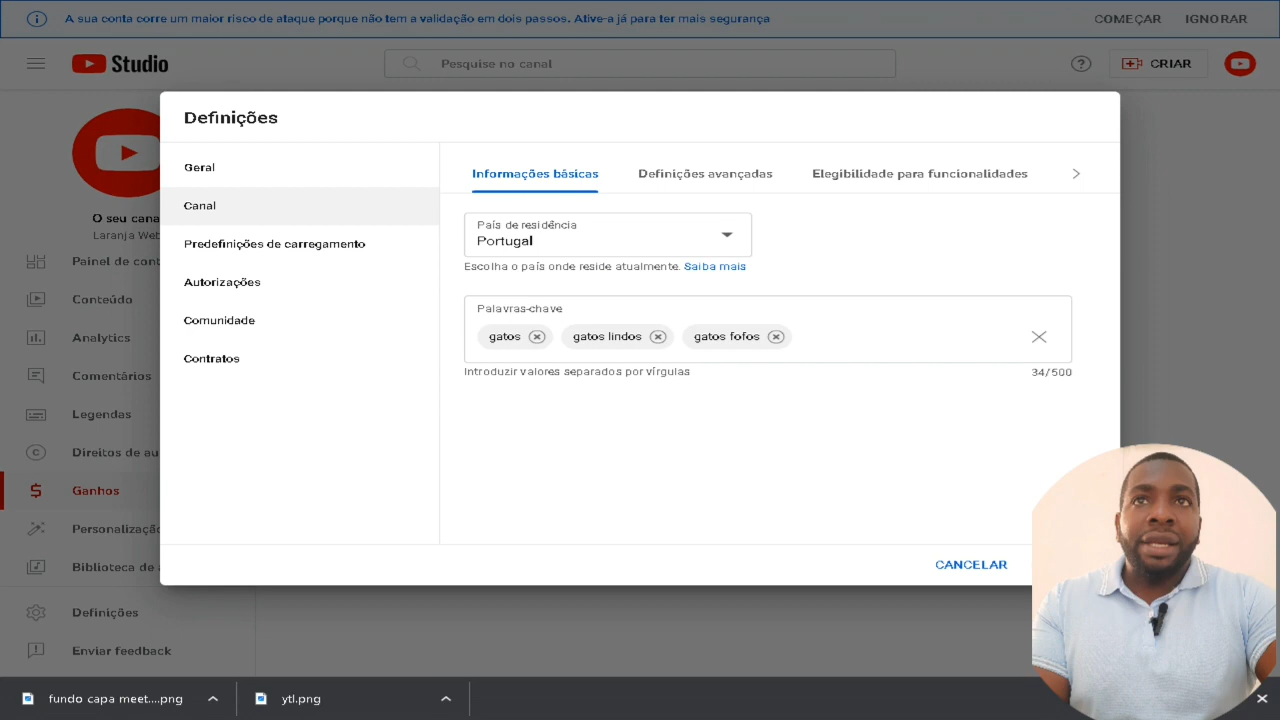 A sua conta corre um maior risco de ataque porque não tem a validação em dois passos. Ative-a já para ter mais segurança
COMEÇAR
IGNORAR
Studio
Pesquise no canal
CRIAR
Definições
Geral
Canal
Predefinições de carregamento
Autorizações
Comunidade
Contratos
Informações básicas
Definições avançadas
Elegibilidade para funcionalidades
País de residência
Portugal
Escolha o país onde reside atualmente. Saiba mais
Palavras-chave
gatos
gatos lindos
gatos fofos
Introduzir valores separados por vírgulas
34/500
CANCELAR
O seu cana
Laranja Web
Painel de cont
Conteúdo
Analytics
Comentários
Legendas
Direitos de au
Ganhos
Personalização
Biblioteca de a
Definições
Enviar feedback
fundo capa meet....png
ytl.png